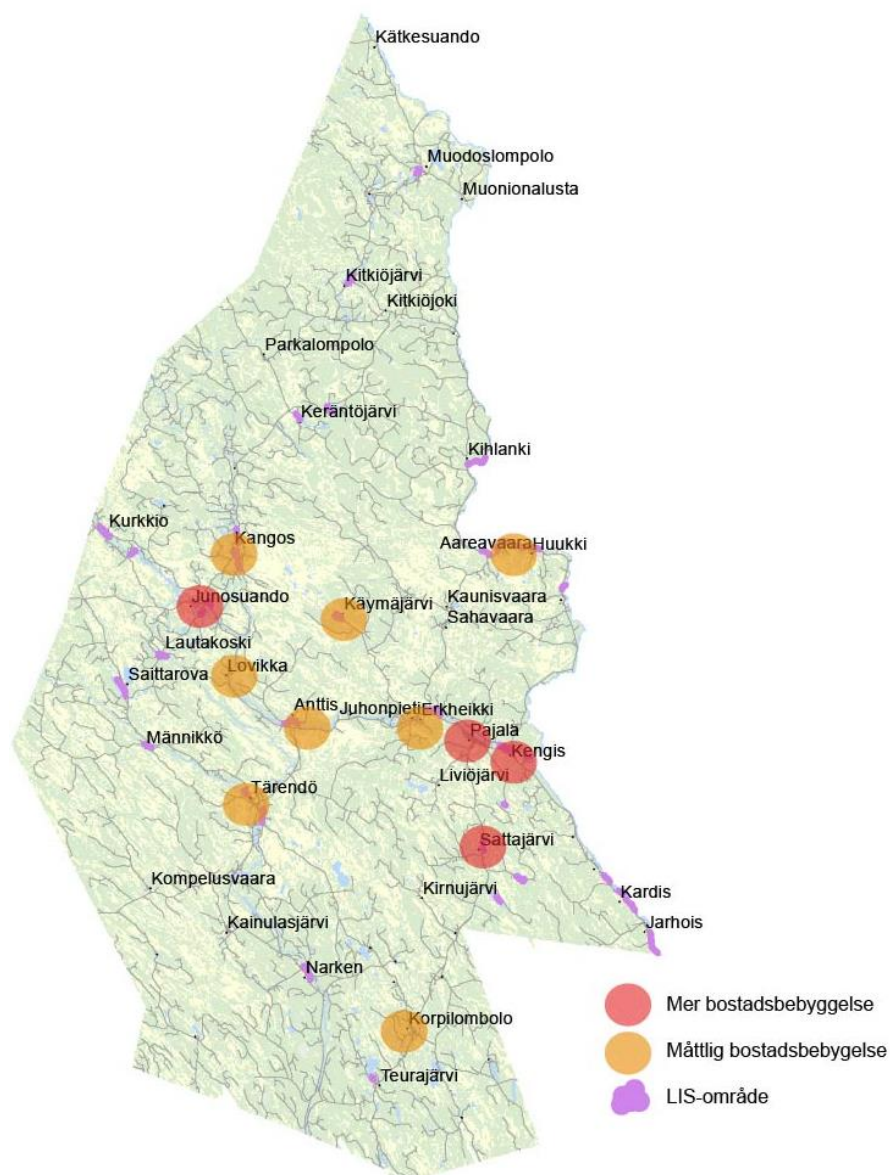 Kätkesuando
Muodoslompolo
Muonionalusta
Kitkiöjärvi
Kitkiöjoki
Parkalompolo
Keräntöjärvi
Kihlanki
Kurkkio
Kangos
Aareavaara Huukki
Junosuando
Käymäjärvi
Kaunisvaara
Sahavaara
Lautakoski
Lovikka
Saittarova
Anttis
Juhonpieti Erkheikki
Pajala
Männikkö
Kengis
Liviöjärvi
Tärendö
Sattajärvi
Kompelusvaara
Kirnujärvi
Kardis
Kainulasjärvi
Jarhois
Narken
Korpilombolo
Teurajärvi
Mer bostadsbebyggelse
Måttlig bostadsbebygelse
LIS-område